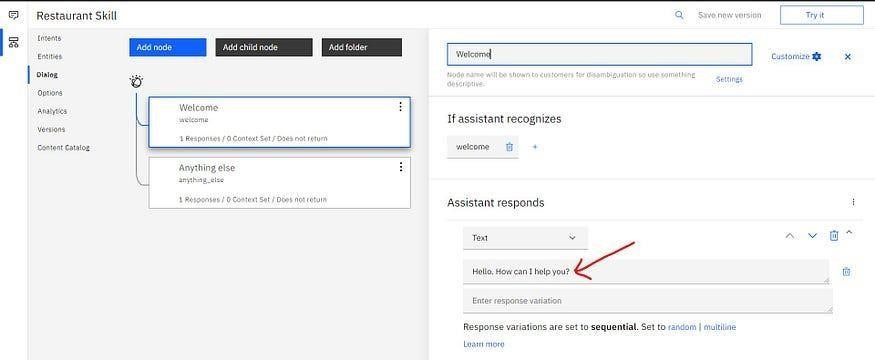 Restaurant Skill
Save new version
Try it
Intents
Entities
Dialog
Options
Analytics
Versions
Content Catalog
Add node
Add child node
Add folder
Welcome
welcome
1 Responses / 0 Context Set / Does not return
Anything else
anything_else
1 Responses / 0 Context Set / Does not return
Welcome
Customize
Node name will be shown to customers for disambiguation so use something
descriptive.
Settings
If assistant recognizes
welcome
+
Assistant responds
Text
Hello. How can I help you?
Enter response variation
Response variations are set to sequential. Set to random | multiline
Learn more